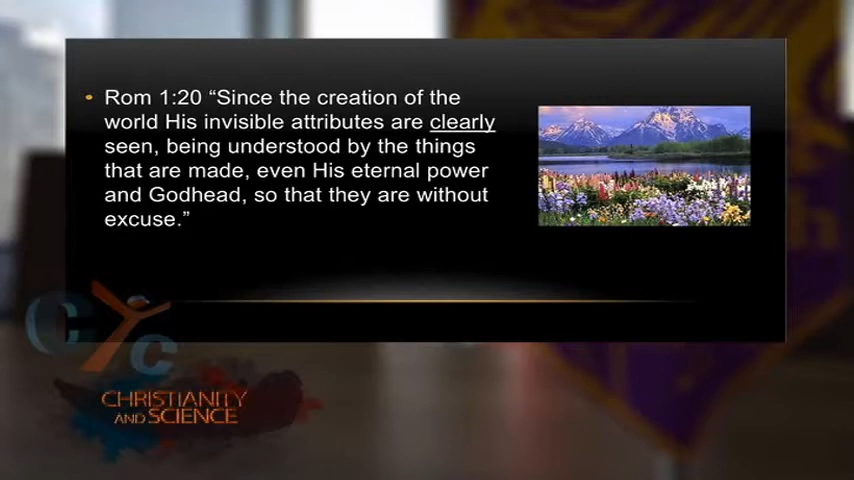 • Rom 1:20 “Since the creation of the
world His invisible attributes are clearly
seen, being understood by the things
that are made, even His eternal power
and Godhead, so that they are without
excuse.”
CYC
CHRISTIANITY
AND SCIENCE